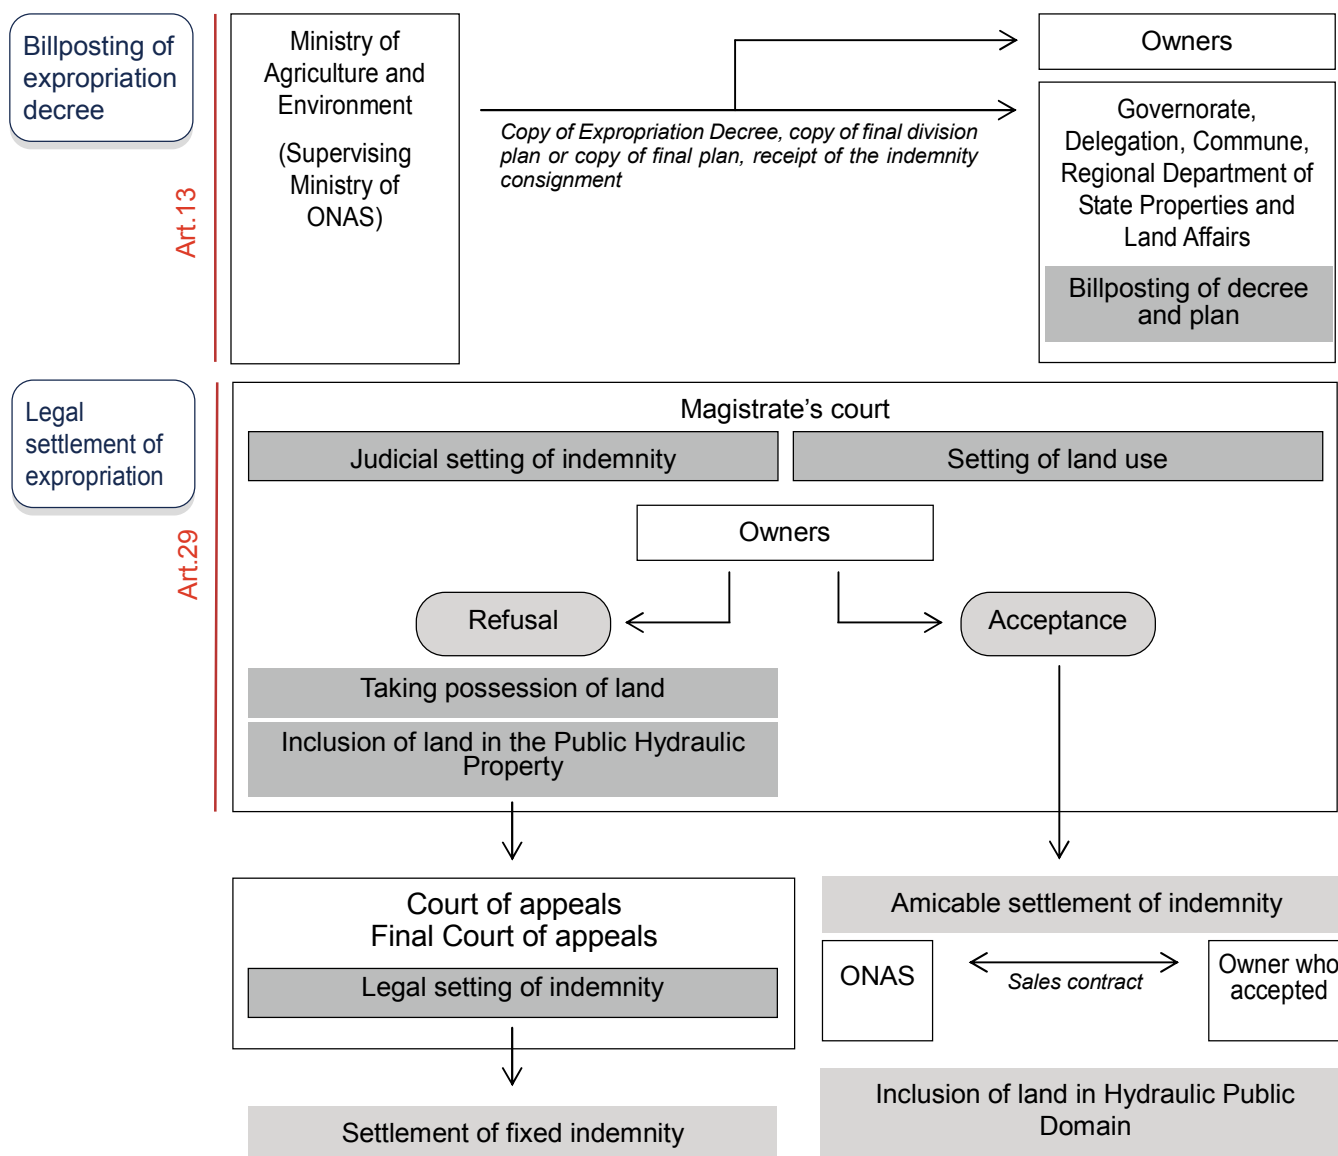 Billposting of
expropriation
decree
Art.13
Ministry of
Agriculture and
Environment
(Supervising
Ministry of
ONAS)
Copy of Expropriation Decree, copy of final division
plan or copy of final plan, receipt of the indemnity
consignment
Owners
Governorate,
Delegation, Commune,
Regional Department of
State Properties and
Land Affairs
Billposting of decree
and plan
Legal
settlement of
expropriation
Art.29
Magistrate's court
Judicial setting of indemnity
Setting of land use
Owners
Refusal
Acceptance
Taking possession of land
Inclusion of land in the Public Hydraulic
Property
Court of appeals
Final Court of appeals
Legal setting of indemnity
Settlement of fixed indemnity
Amicable settlement of indemnity
ONAS
Sales contract
Owner who
accepted
Inclusion of land in Hydraulic Public
Domain